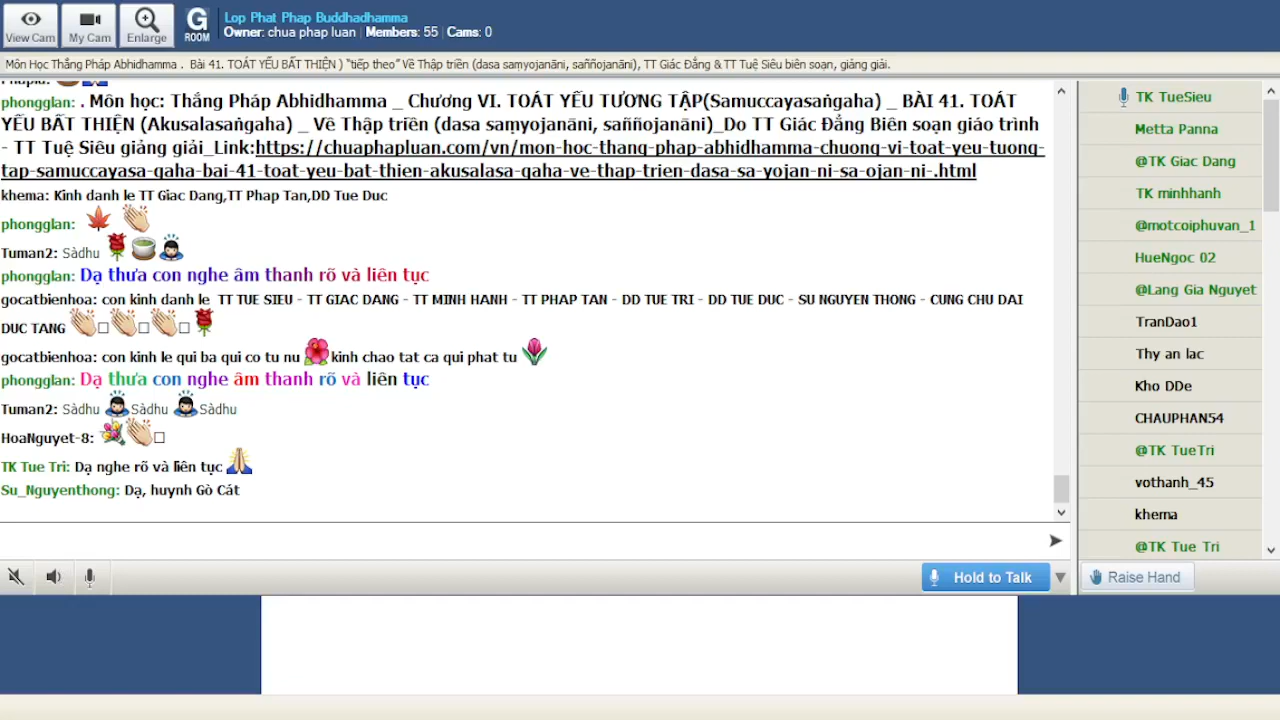 View Cam
My Cam
Enlarge
G ROOM
Lop Phat Phap Buddhadhamma
Owner: chua phap luan | Members: 55 | Cams: 0
Môn Học Thắng Pháp Abhidhamma . Bài 41. TOÁT YẾU BẤT THIỆN ) “tiếp theo” Về Thập triền (dasa saṃyojanāni, saññojanāni), TT Giác Đẳng & TT Tuệ Siêu biên soạn, giảng giải.
phongglan: . Môn học: Thắng Pháp Abhidhamma _ Chương VI. TOÁT YẾU TƯƠNG TẬP(Samuccayasaṅgaha) _ BÀI 41. TOÁT
YẾU BẤT THIỆN (Akusalasaṅgaha) _ Về Thập triền (dasa saṃyojanāni, saññojanāni)_Do TT Giác Đẳng Biên soạn giáo trình
- TT Tuệ Siêu giảng giải_Link:https://chuaphapluan.com/vn/mon-hoc-thang-phap-abhidhamma-chuong-vi-toat-yeu-tuong-
tap-samuccayasa-gaha-bai-41-toat-yeu-bat-thien-akusalasa-gaha-ve-thap-trien-dasa-sa-yojan-ni-sa-ojan-ni-.html
khema: Kinh danh le TT Giac Dang,TT Phap Tan,DD Tue Duc
phongglan:
Tuman2: Sàdhu
phongglan: Dạ thưa con nghe âm thanh rõ và liên tục
gocatbienhoa: con kinh danh le TT TUE SIEU - TT GIAC DANG - TT MINH HANH - TT PHAP TAN - DD TUE TRI - DD TUE DUC - SU NGUYEN THONG - CUNG CHU DAI
DUC TANG
gocatbienhoa: con kinh le qui ba qui co tu nu kinh chao tat ca qui phat tu
phongglan: Dạ thưa con nghe âm thanh rõ và liên tục
Tuman2: Sàdhu Sàdhu Sàdhu
HoaNguyet-8:
TK Tue Tri: Dạ nghe rõ và liên tục
Su_Nguyenthong: Dạ, huynh Gò Cát
TK TueSieu
Metta Panna
@TK Giac Dang
TK minhhanh
@motcoiphuvan_1
HueNgoc 02
@Lang Gia Nguyet
TranDao1
Thy an lac
Kho DDe
CHAUPHAN54
@TK TueTri
vothanh_45
khema
@TK Tue Tri
Hold to Talk
Raise Hand